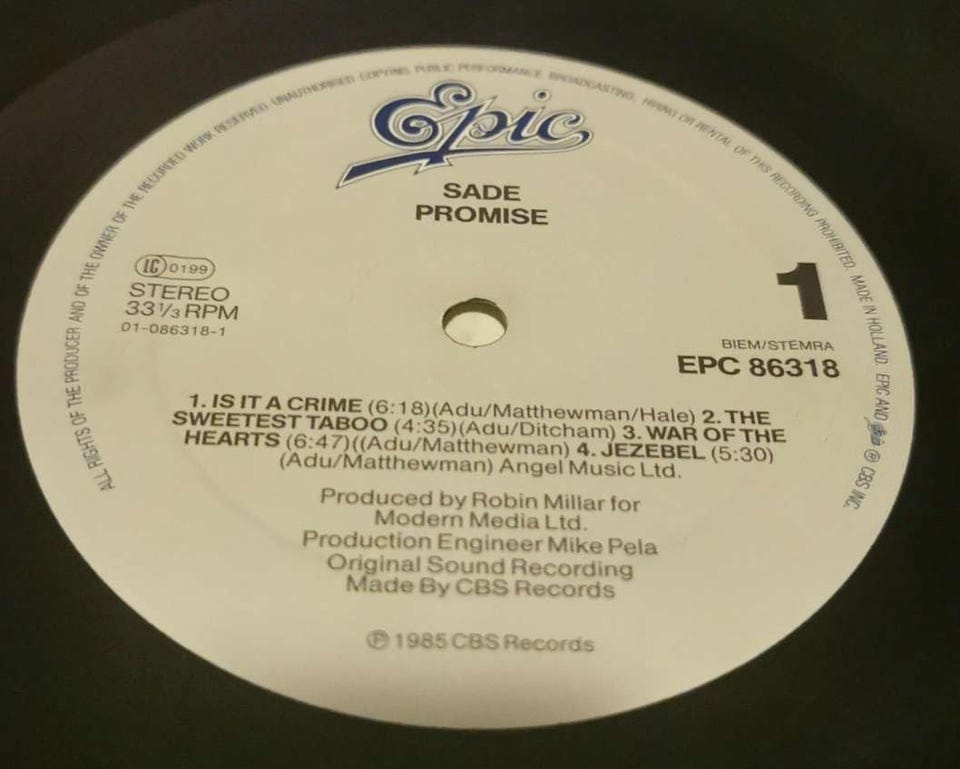 ALL RIGHTS OF THE PRODUCER AND OF THE OWNER OF THE RECORDED WORK RESERVED. UNAUTHORISED COPYING, PUBLIC PERFORMANCE, BROADCASTING, HIRING OR RENTAL OF THIS RECORDING PROHIBITED. MADE IN HOLLAND. EPIC AND Epic ® CBS INC.
Epic
SADE
PROMISE
LC 0199
STEREO
33 1/3 RPM
01-086318-1
1
BIEM/STEMRA
EPC 86318
1. IS IT A CRIME (6:18)(Adu/Matthewman/Hale) 2. THE
SWEETEST TABOO (4:35)(Adu/Ditcham) 3. WAR OF THE
HEARTS (6:47)((Adu/Matthewman) 4. JEZEBEL (5:30)
(Adu/Matthewman) Angel Music Ltd.
Produced by Robin Millar for
Modern Media Ltd.
Production Engineer Mike Pela
Original Sound Recording
Made By CBS Records
℗ 1985 CBS Records